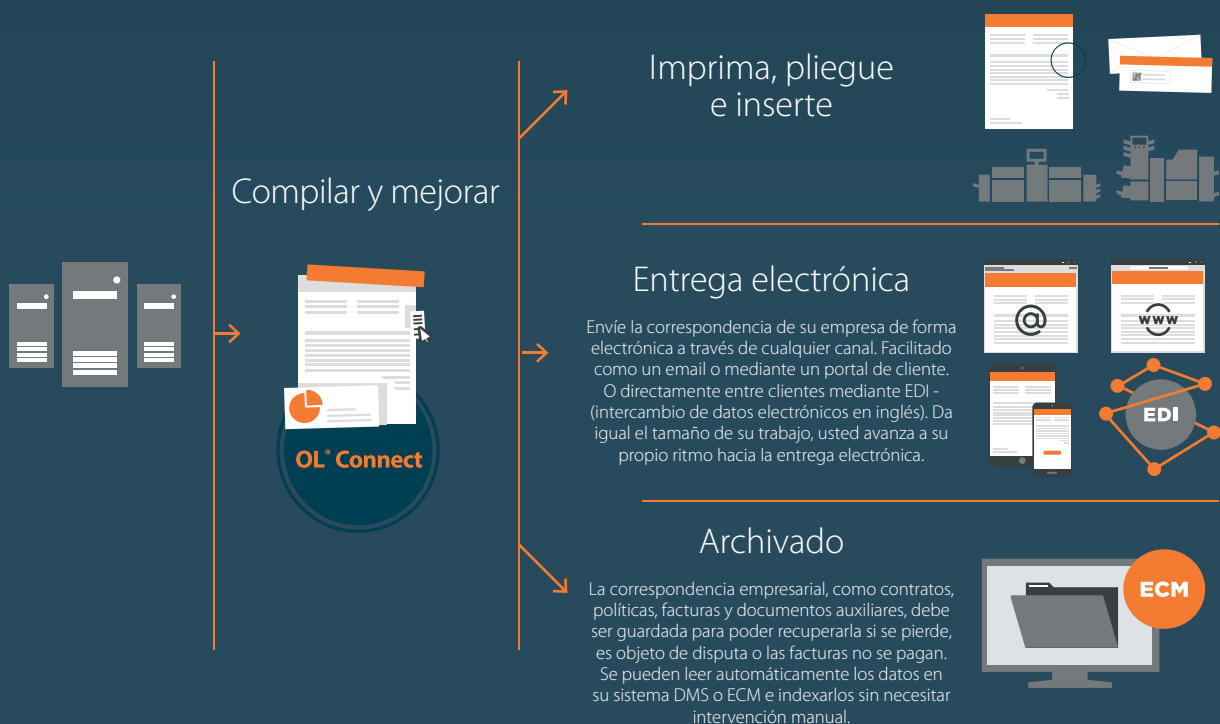 Compilar y mejorar
OL® Connect
Imprima, pliegue
e inserte
Entrega electrónica
Envíe la correspondencia de su empresa de forma
electrónica a través de cualquier canal. Facilitado
como un email o mediante un portal de cliente.
O directamente entre clientes mediante EDI -
(intercambio de datos electrónicos en inglés). Da
igual el tamaño de su trabajo, usted avanza a su
propio ritmo hacia la entrega electrónica.
@
www
EDI
Archivado
La correspondencia empresarial, como contratos,
políticas, facturas y documentos auxiliares, debe
ser guardada para poder recuperarla si se pierde,
es objeto de disputa o las facturas no se pagan.
Se pueden leer automáticamente los datos en
su sistema DMS o ECM e indexarlos sin necesitar
intervención manual.
ECM